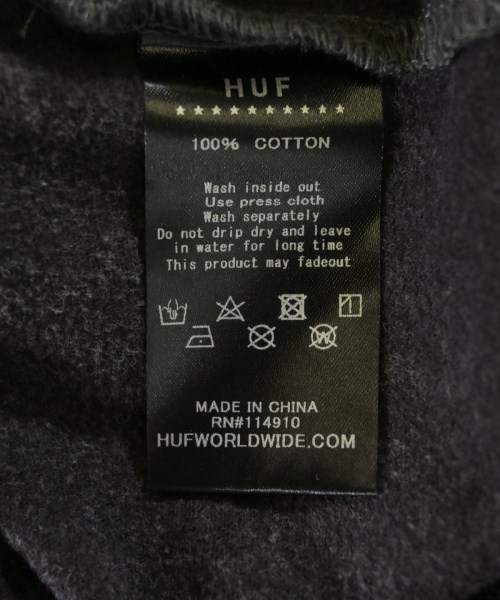 HUF
★★★★★★★★★★
100% COTTON
Wash inside out
Use press cloth
Wash separately
Do not drip dry and leave
in water for long time
This product may fadeout
W
MADE IN CHINA
RN#114910
HUFWORLDWIDE.COM